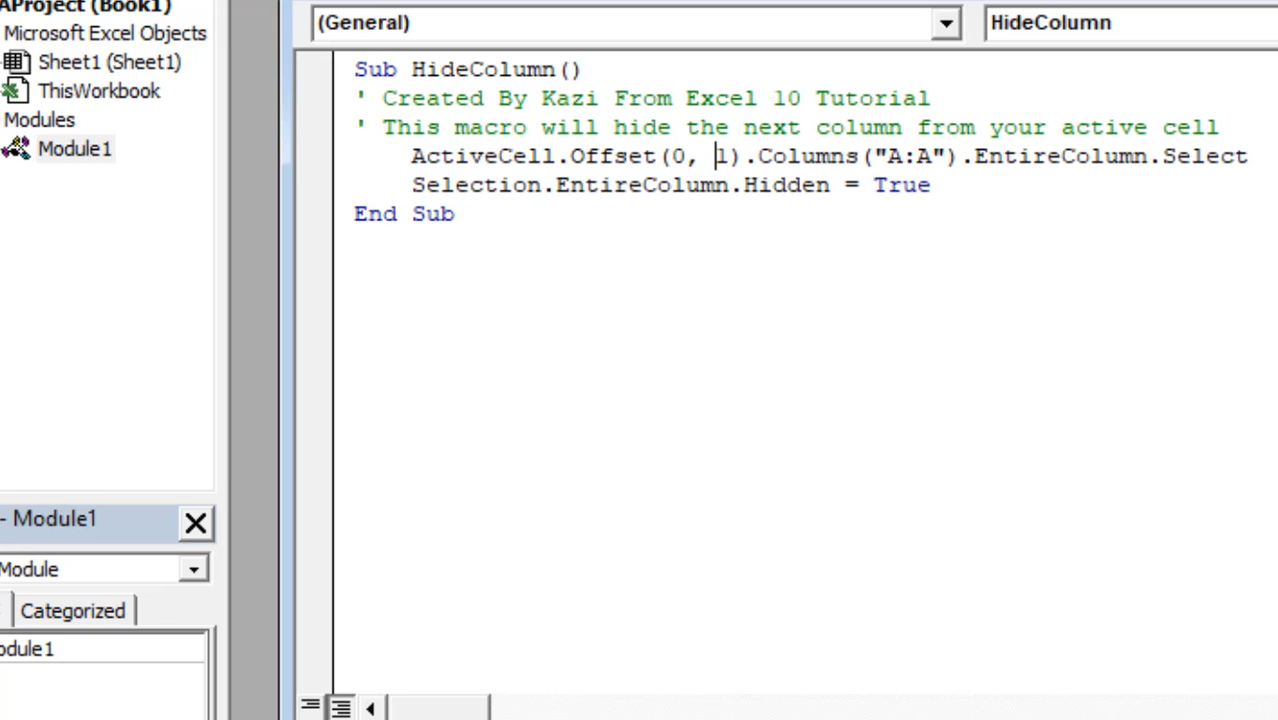 AProject (Book1)
Microsoft Excel Objects
Sheet1 (Sheet1)
ThisWorkbook
Modules
Module1
- Module1
Module
Categorized
odule1
(General)
HideColumn
Sub HideColumn()
' Created By Kazi From Excel 10 Tutorial
' This macro will hide the next column from your active cell
ActiveCell.Offset(0, 1).Columns("A:A").EntireColumn.Select
Selection.EntireColumn.Hidden = True
End Sub